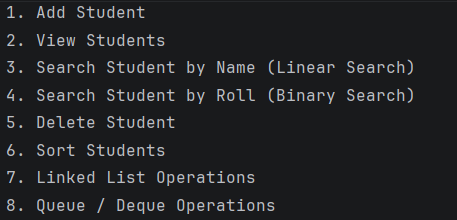 1. Add Student
2. View Students
3. Search Student by Name (Linear Search)
4. Search Student by Roll (Binary Search)
5. Delete Student
6. Sort Students
7. Linked List Operations
8. Queue / Deque Operations